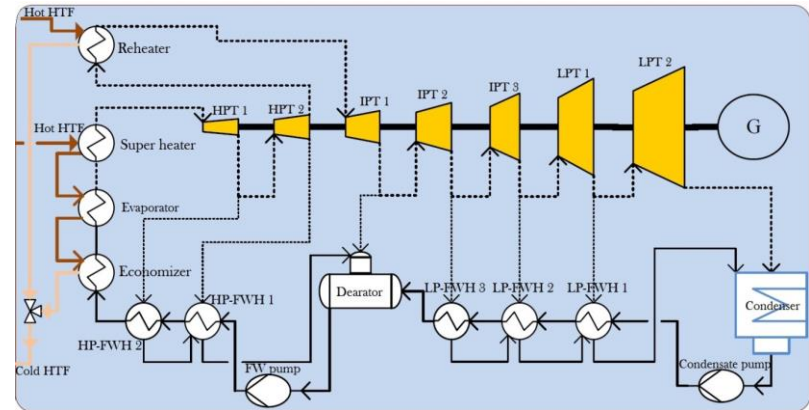 Hot HTF
Reheater
HPT 1
HPT 2
IPT 1
IPT 2
IPT 3
LPT 1
LPT 2
G
Hot HTF
Super heater
Evaporator
Economizer
HP-FWH 1
HP-FWH 2
Dearator
LP-FWH 3
LP-FWH 2
LP-FWH 1
Condenser
Cold HTF
FW pump
Condensate pump